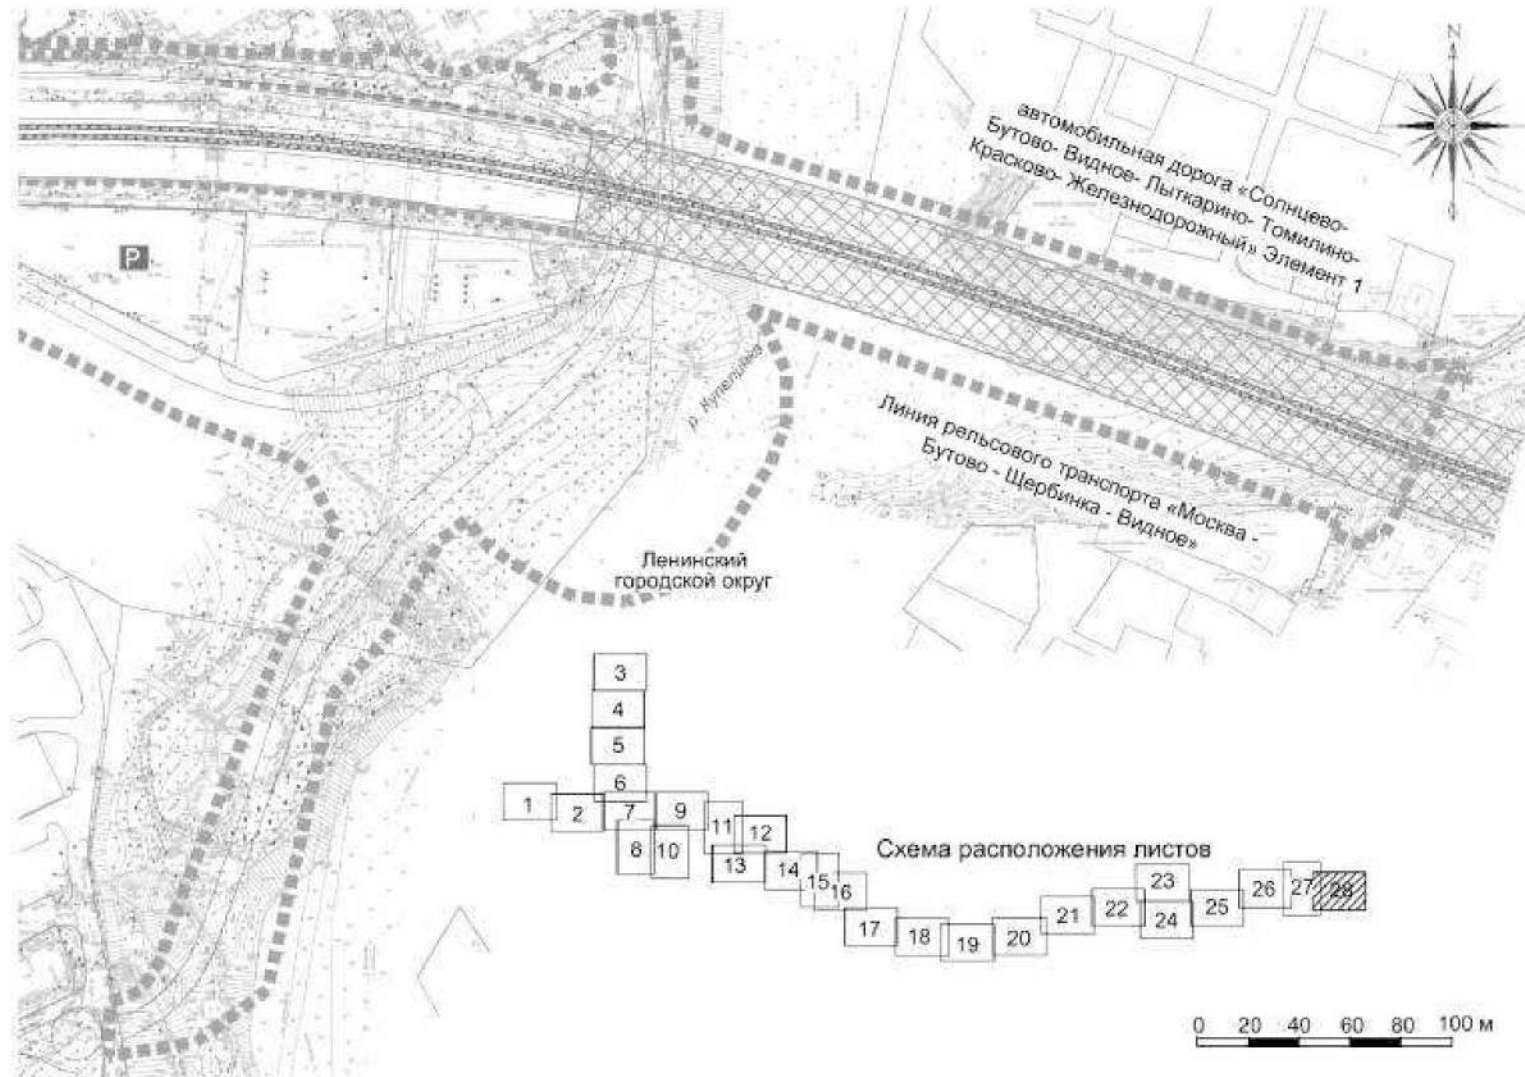 N
автомобильная дорога «Солнцево-
Бутово- Видное- Лыткарино- Томилино-
Красково- Железнодорожный» Элемент 1
P
р. Купелинка
Линия рельсового транспорта «Москва -
Бутово - Щербинка - Видное»
Ленинский
городской округ
3
4
5
6
1
2
7
9
11
12
8
10
13
14
15
16
17
18
19
20
21
22
23
24
25
26
27
28
Схема расположения листов
0 20 40 60 80 100 м